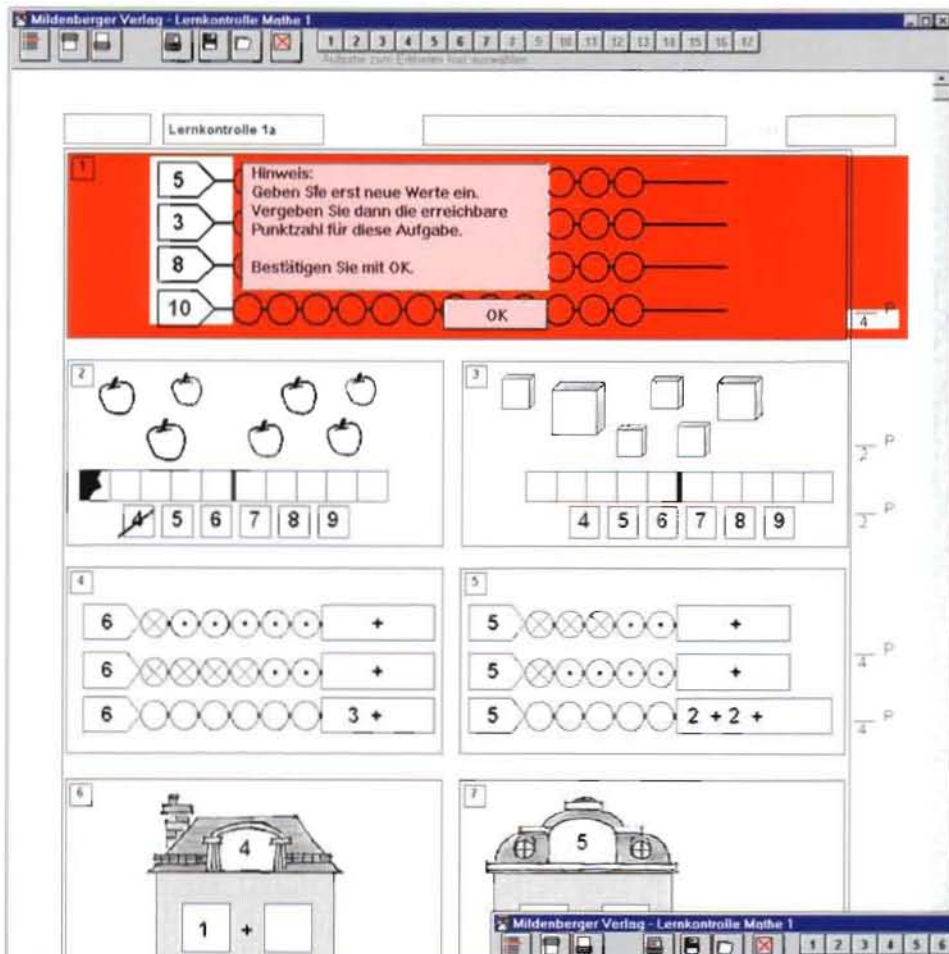 Mildenberger Verlag - Lernkontrolle Mathe 1
1 2 3 4 5 6 7 8 9 10 11 12 13 14 15 16 17
Aufgabe zum Editieren hier auswählen
Lernkontrolle 1a
1
5
3
8
10
Hinweis:
Geben Sie erst neue Werte ein.
Vergeben Sie dann die erreichbare
Punktzahl für diese Aufgabe.
Bestätigen Sie mit OK.
OK
4 P
2
4 5 6 7 8 9
3
4 5 6 7 8 9
2 P
2 P
4
6 +
6 +
6 3 +
5
5 +
5 +
5 2 + 2 +
4 P
4 P
6
4
1 +
7
5
Mildenberger Verlag - Lernkontrolle Mathe 1
1 2 3 4 5 6